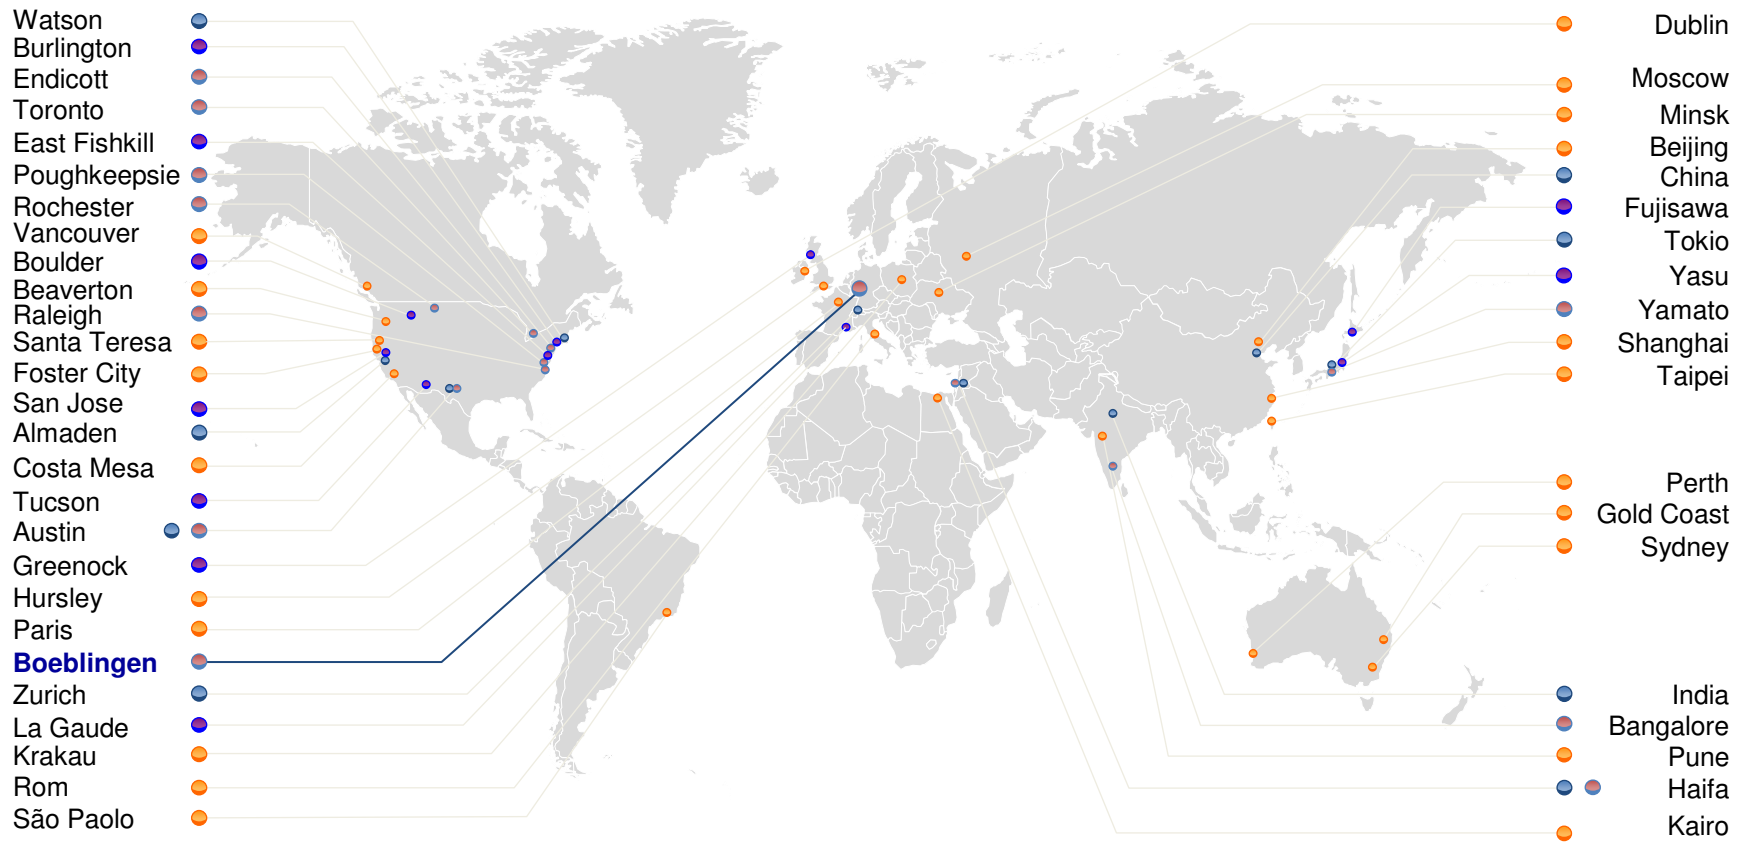 Watson
Burlington
Endicott
Toronto
East Fishkill
Poughkeepsie
Rochester
Vancouver
Boulder
Beaverton
Raleigh
Santa Teresa
Foster City
San Jose
Almaden
Costa Mesa
Tucson
Austin
Greenock
Hursley
Paris
Boeblingen
Zurich
La Gaude
Krakau
Rom
São Paolo
Dublin
Moscow
Minsk
Beijing
China
Fujisawa
Tokio
Yasu
Yamato
Shanghai
Taipei
Perth
Gold Coast
Sydney
India
Bangalore
Pune
Haifa
Kairo